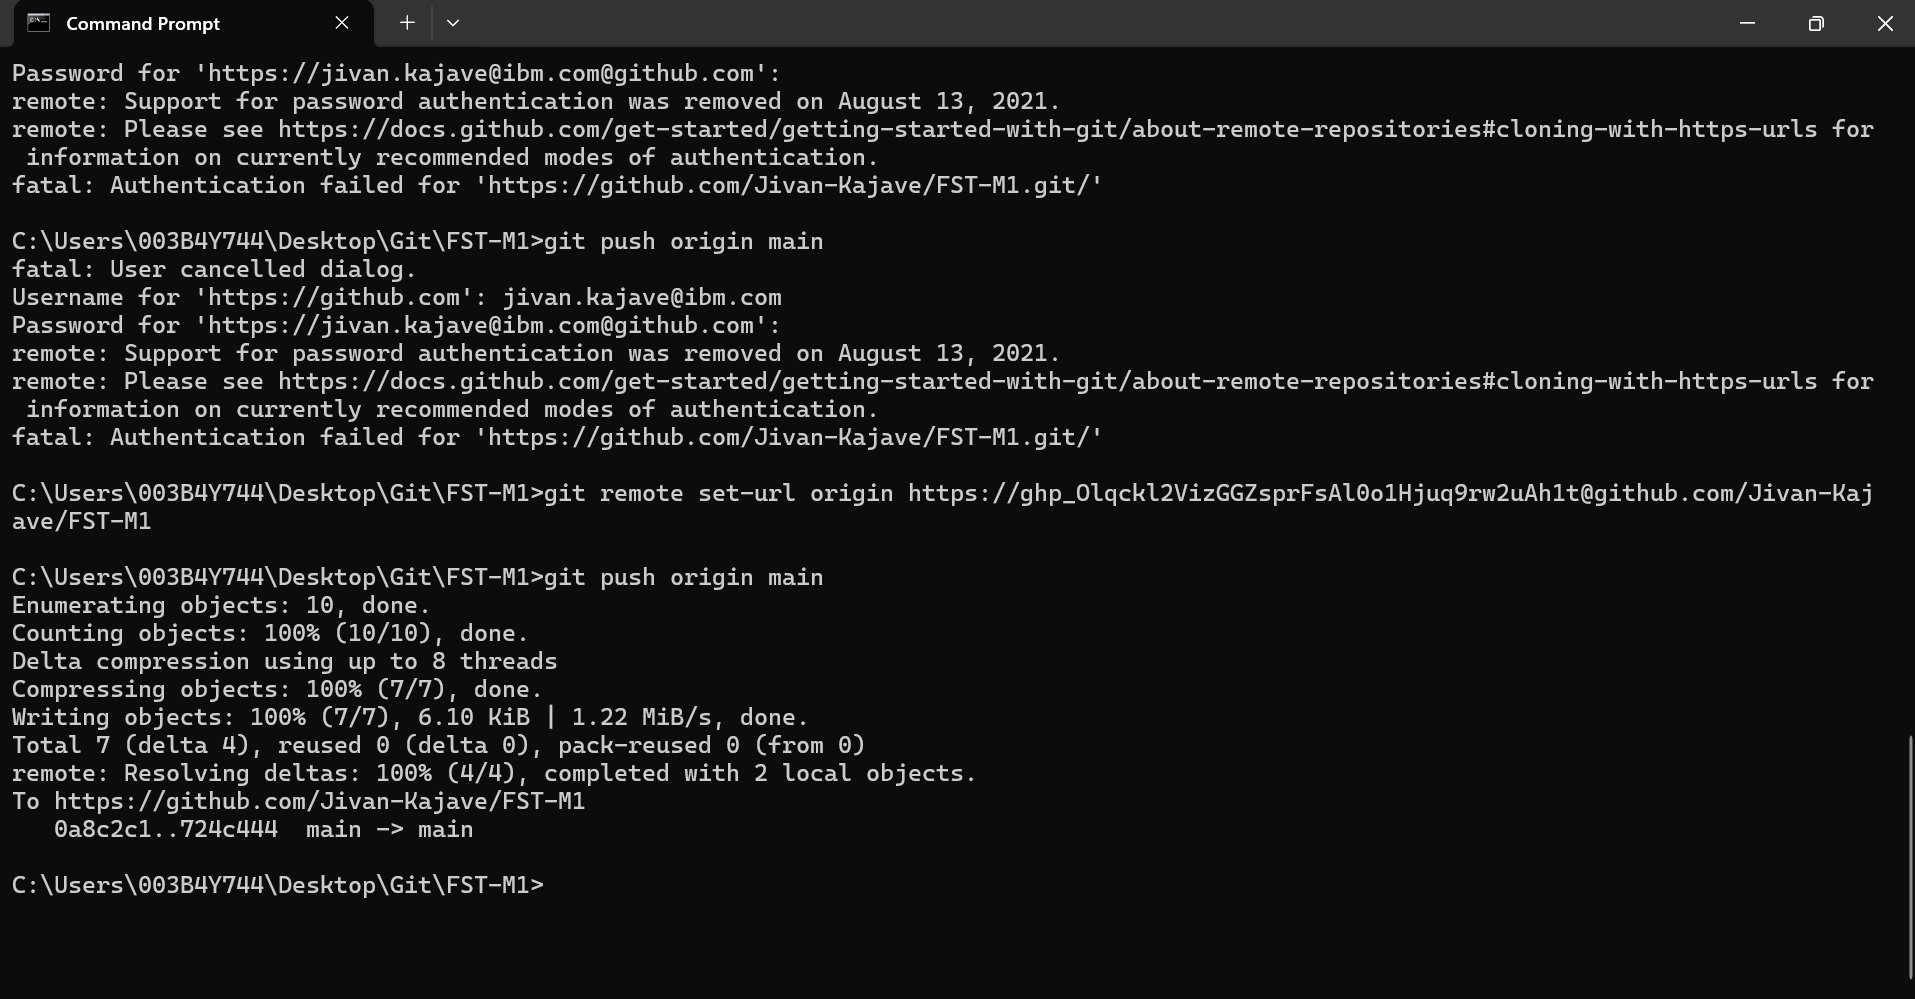 Command Prompt
Password for 'https://jivan.kajave@ibm.com@github.com':
remote: Support for password authentication was removed on August 13, 2021.
remote: Please see https://docs.github.com/get-started/getting-started-with-git/about-remote-repositories#cloning-with-https-urls for
 information on currently recommended modes of authentication.
fatal: Authentication failed for 'https://github.com/Jivan-Kajave/FST-M1.git/'
C:\Users\003B4Y744\Desktop\Git\FST-M1>git push origin main
fatal: User cancelled dialog.
Username for 'https://github.com': jivan.kajave@ibm.com
Password for 'https://jivan.kajave@ibm.com@github.com':
remote: Support for password authentication was removed on August 13, 2021.
remote: Please see https://docs.github.com/get-started/getting-started-with-git/about-remote-repositories#cloning-with-https-urls for
 information on currently recommended modes of authentication.
fatal: Authentication failed for 'https://github.com/Jivan-Kajave/FST-M1.git/'
C:\Users\003B4Y744\Desktop\Git\FST-M1>git remote set-url origin https://[access token omitted]@github.com/Jivan-Kaj
ave/FST-M1
C:\Users\003B4Y744\Desktop\Git\FST-M1>git push origin main
Enumerating objects: 10, done.
Counting objects: 100% (10/10), done.
Delta compression using up to 8 threads
Compressing objects: 100% (7/7), done.
Writing objects: 100% (7/7), 6.10 KiB | 1.22 MiB/s, done.
Total 7 (delta 4), reused 0 (delta 0), pack-reused 0 (from 0)
remote: Resolving deltas: 100% (4/4), completed with 2 local objects.
To https://github.com/Jivan-Kajave/FST-M1
   0a8c2c1..724c444  main -> main
C:\Users\003B4Y744\Desktop\Git\FST-M1>